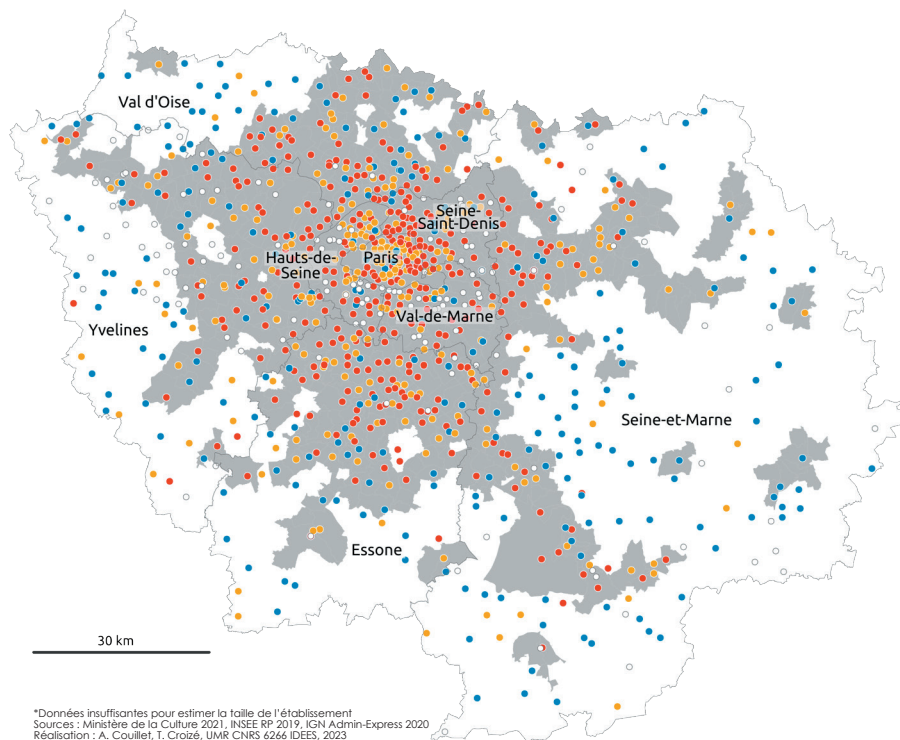 Val d'Oise
Seine-
Saint-Denis
Hauts-de-
Seine
Paris
Val-de-Marne
Yvelines
Seine-et-Marne
Essone
30 km
*Données insuffisantes pour estimer la taille de l'établissement
Sources : Ministère de la Culture 2021, INSEE RP 2019, IGN Admin-Express 2020
Réalisation : A. Couillet, T. Croizé, UMR CNRS 6266 IDEES, 2023